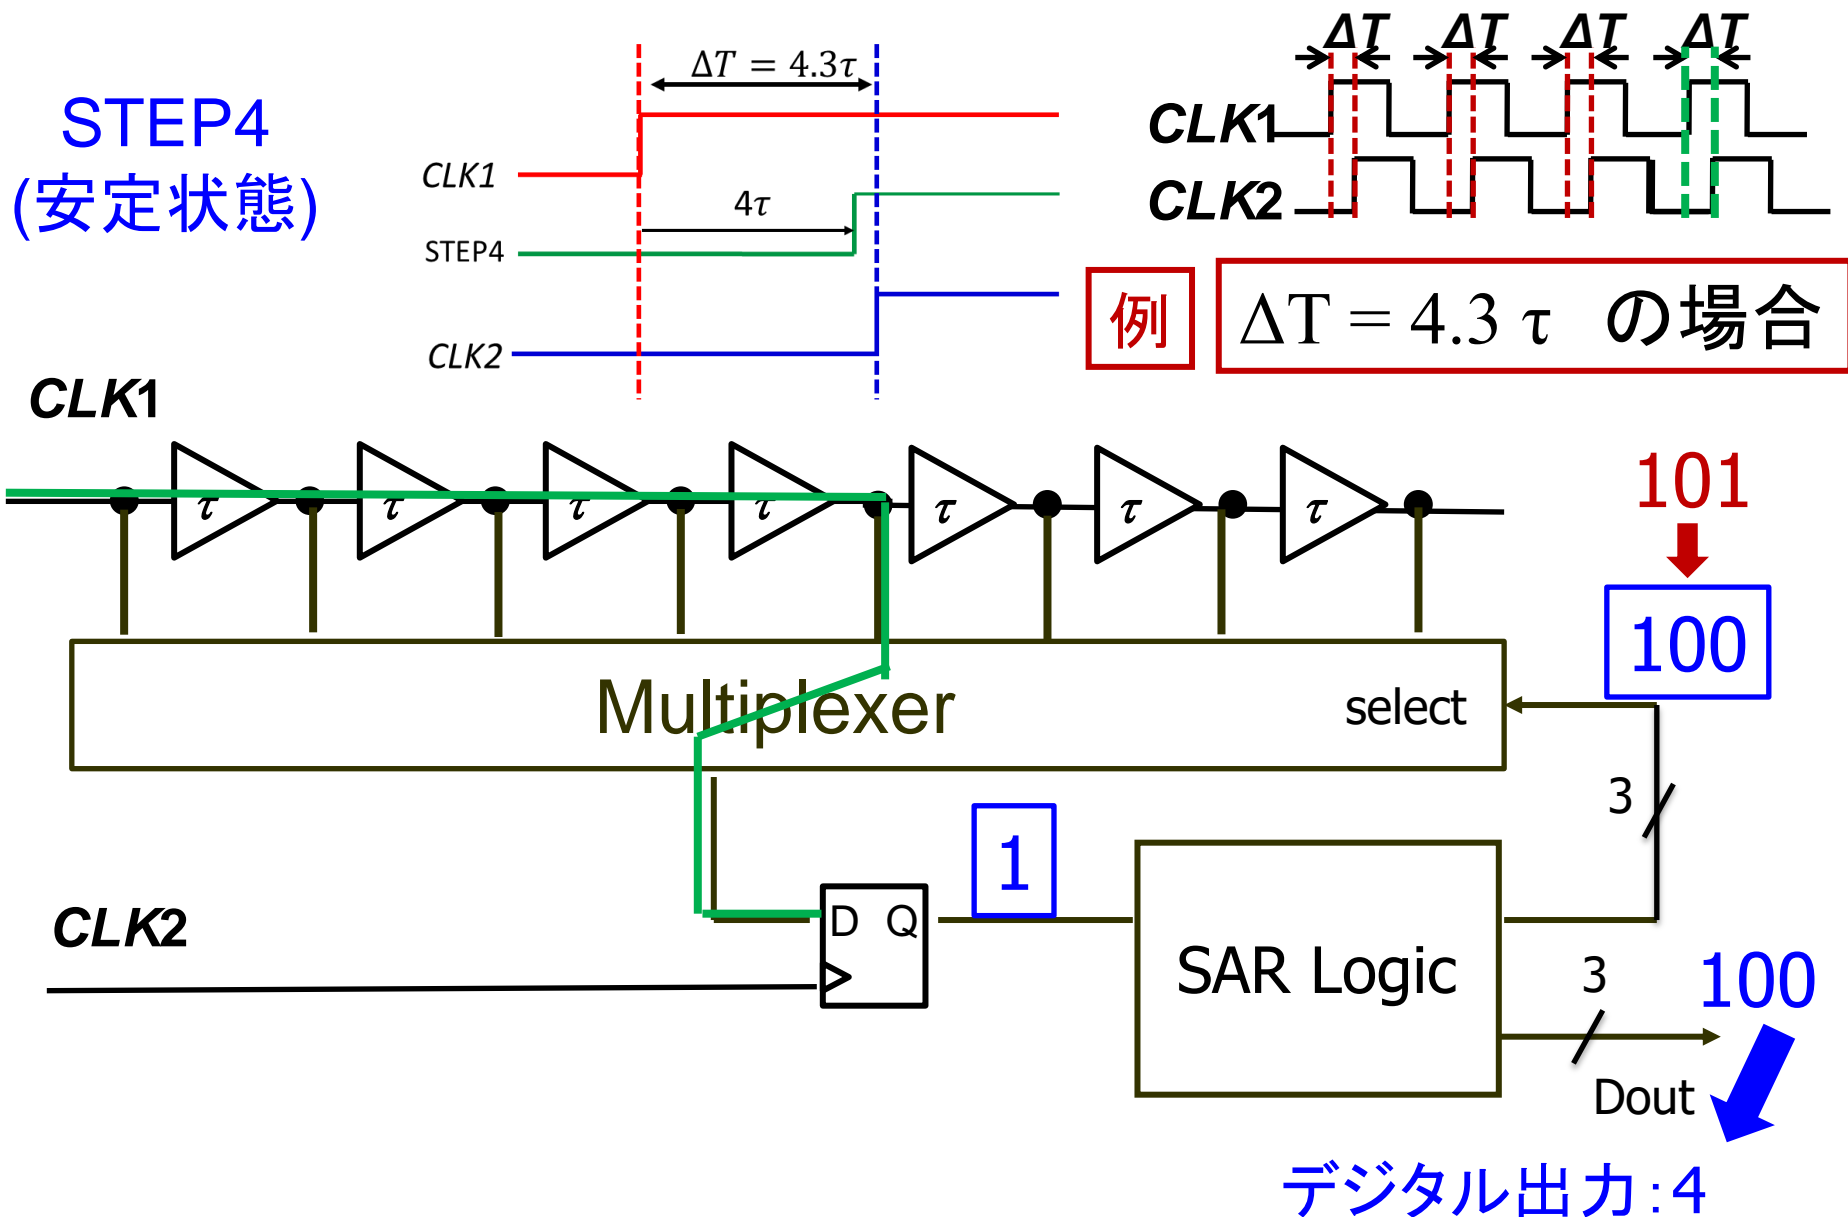 STEP4
(安定状態)
ΔT = 4.3τ
CLK1
4τ
STEP4
CLK2
ΔT ΔT ΔT ΔT
CLK1
CLK2
例
ΔT = 4.3 τ の場合
CLK1
τ τ τ τ τ τ τ
101
100
Multiplexer
select
3
1
CLK2
D Q
SAR Logic
3
100
Dout
デジタル出力:4